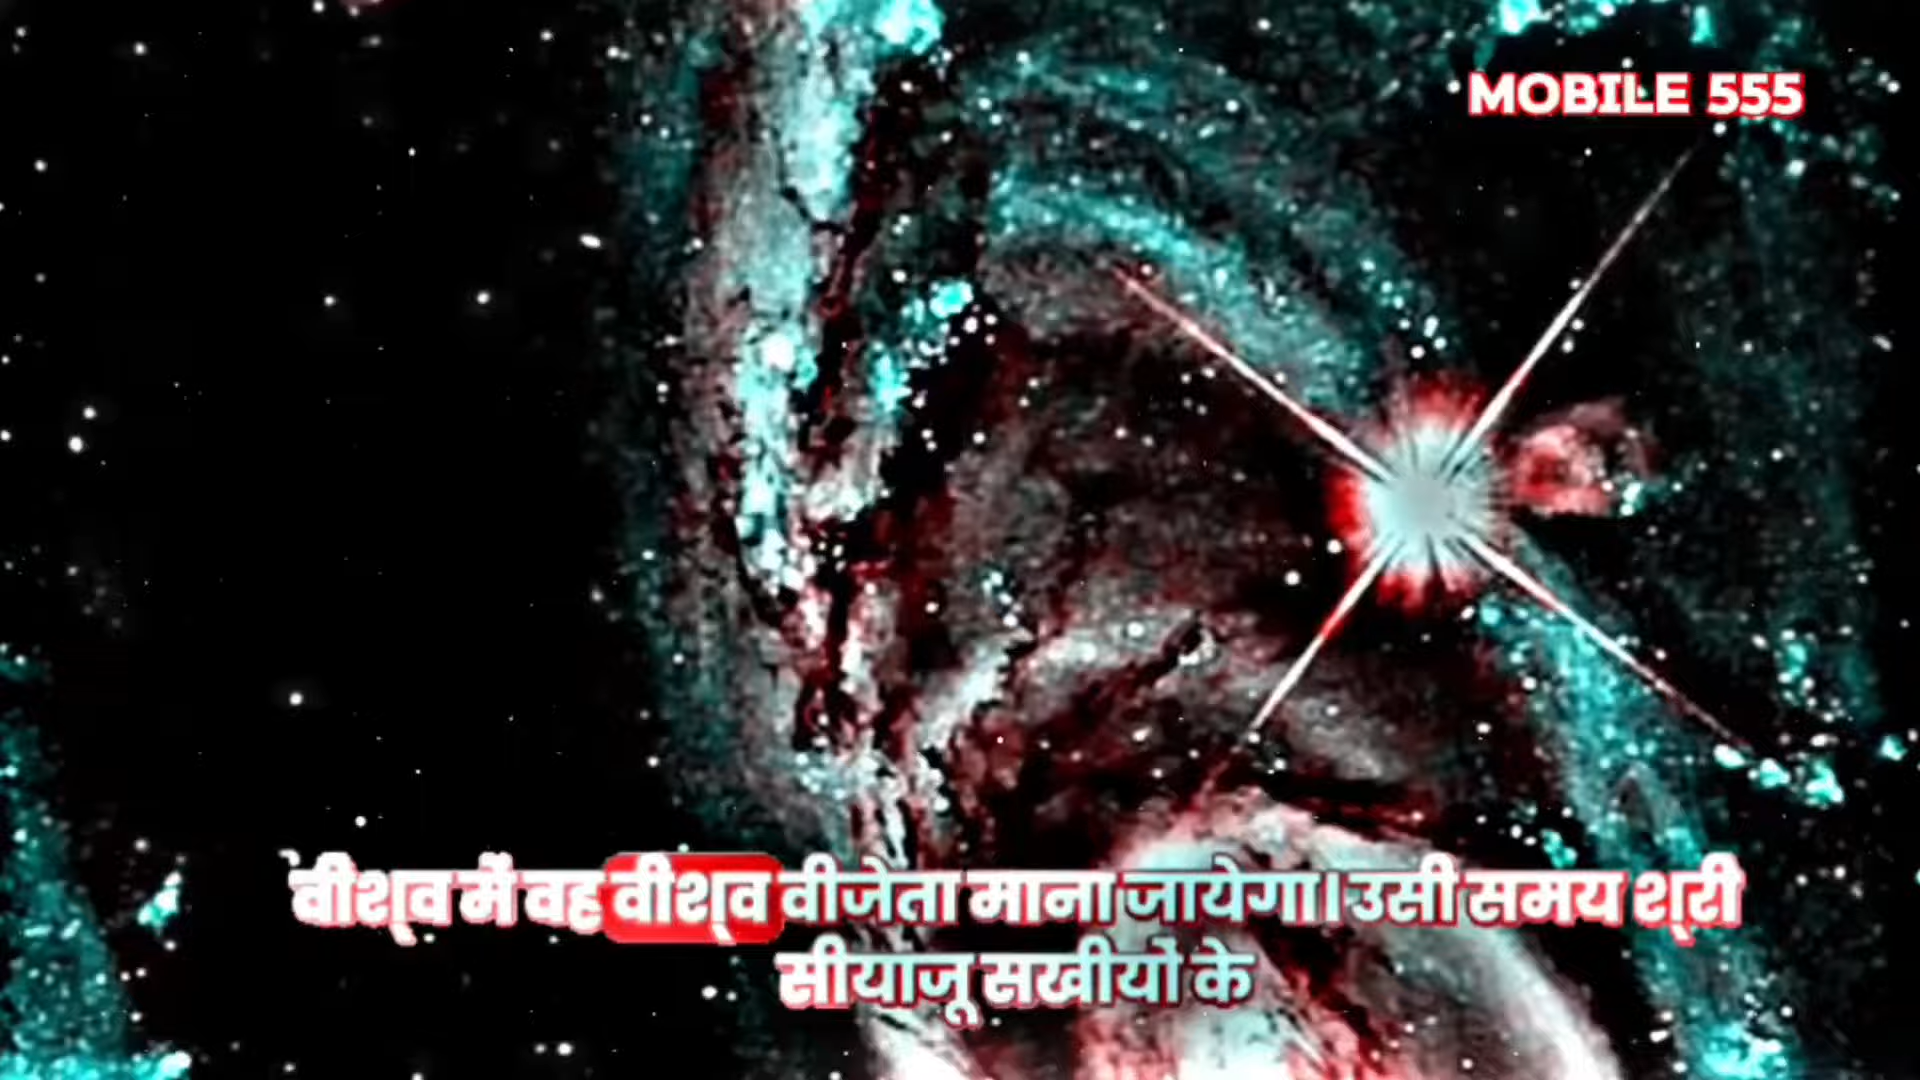 MOBILE 555
वीश्व में वह वीश्व वीजेता माना जायेगा। उसी समय श्री
सीयाजू सखीयों के